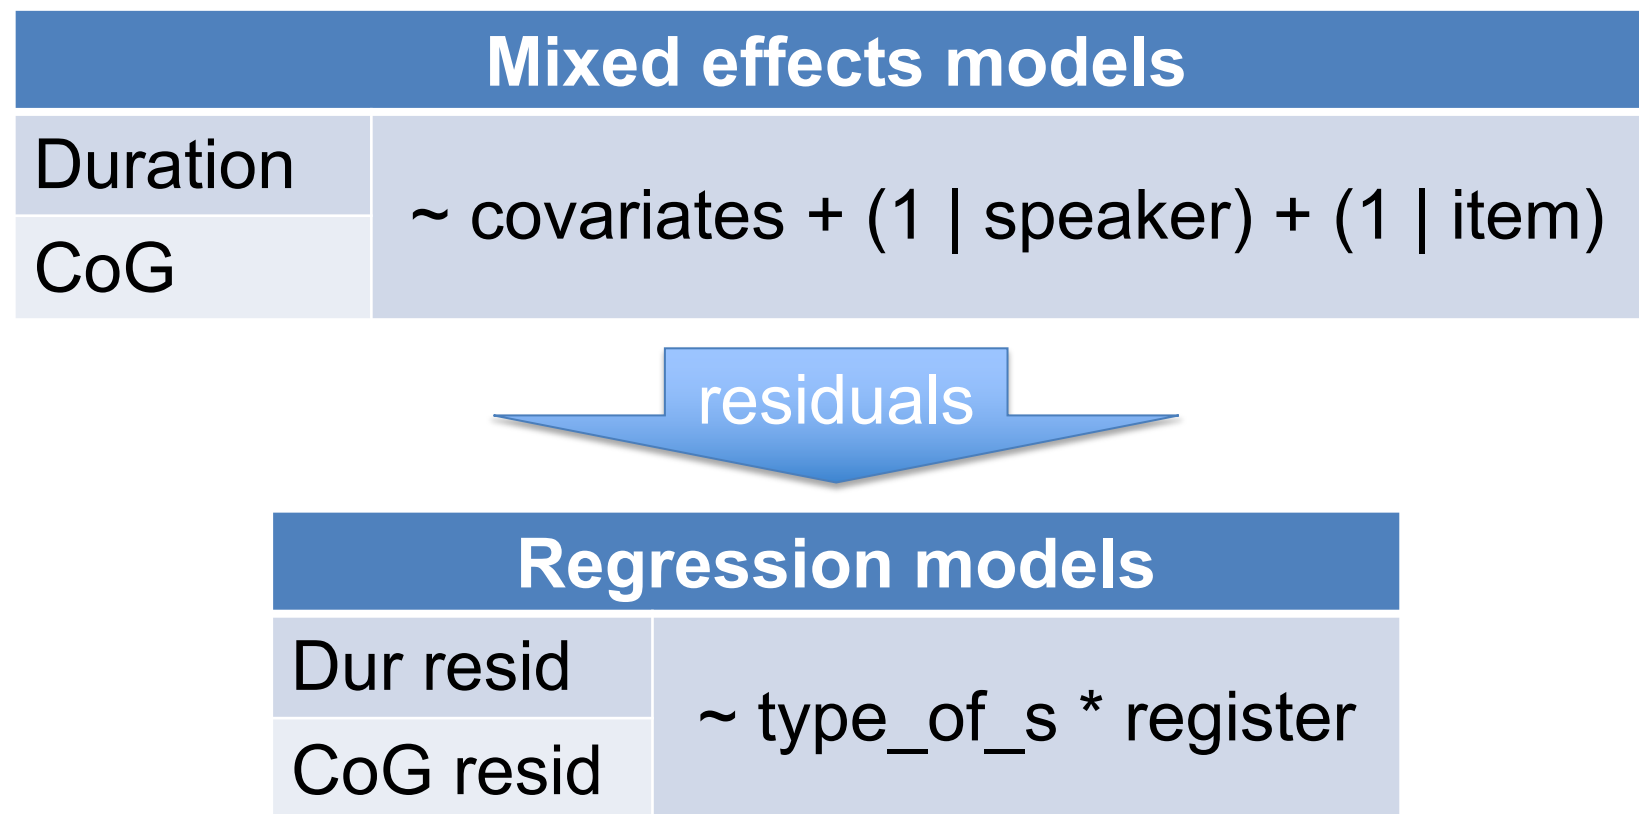 Mixed effects models
Duration
~ covariates + (1 | speaker) + (1 | item)
CoG
residuals
Regression models
Dur resid
~ type_of_s * register
CoG resid